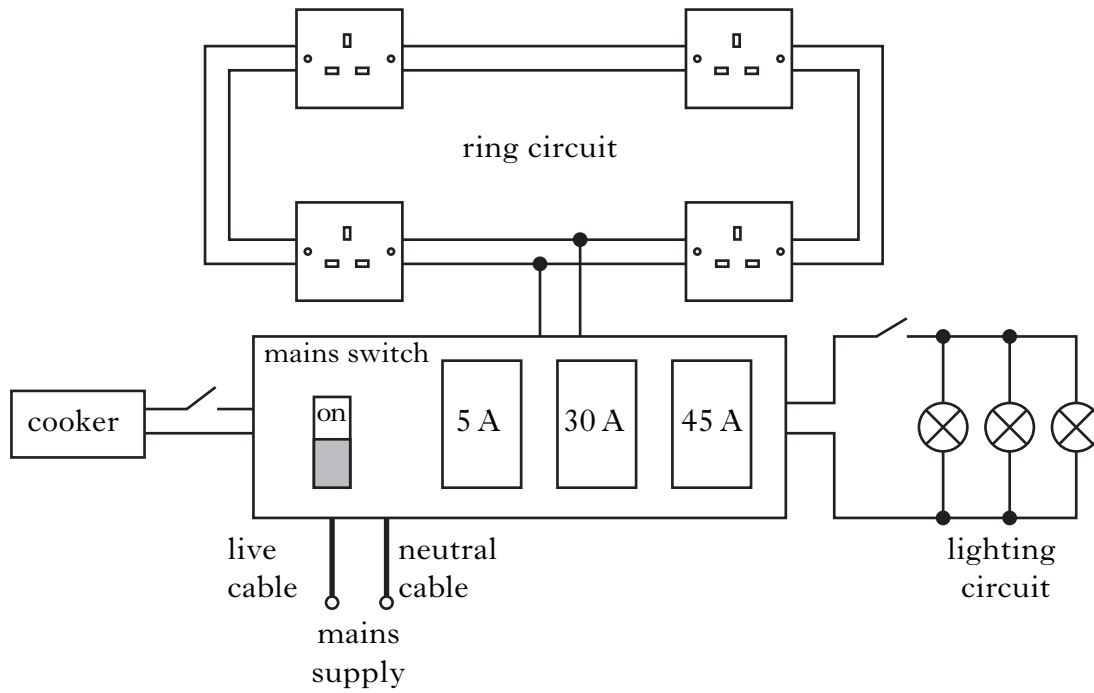 ring circuit
mains switch
cooker
on
5 A
30 A
45 A
live
cable
neutral
cable
lighting
circuit
mains
supply